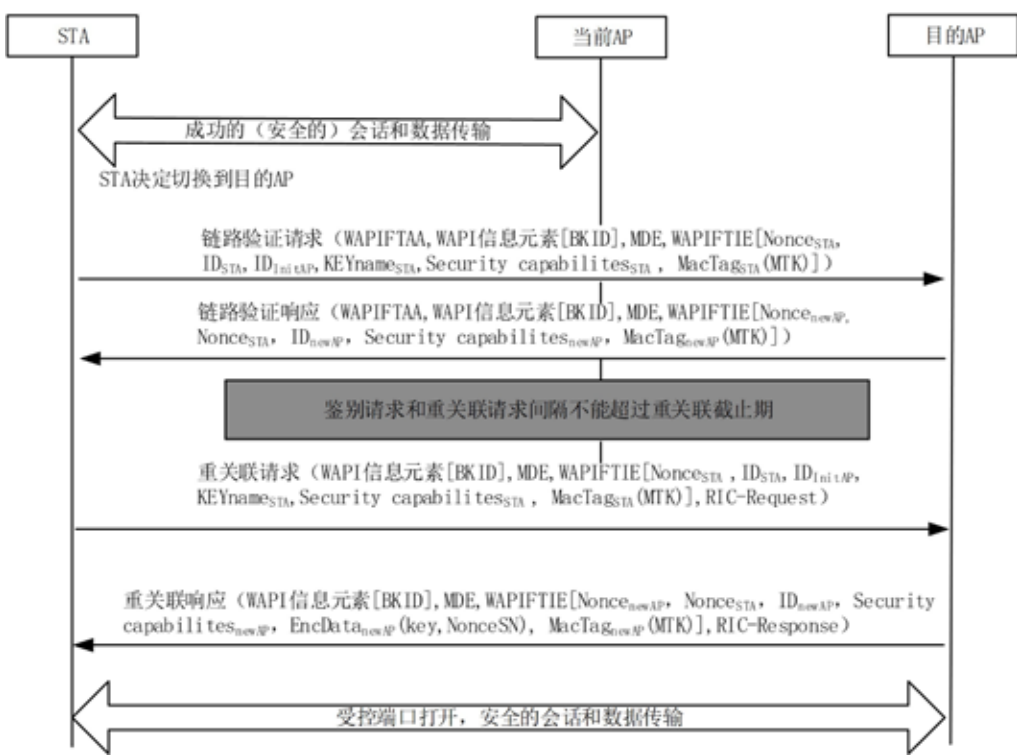 STA
当前AP
目的AP
成功的（安全的）会话和数据传输
STA决定切换到目的AP
链路验证请求（WAPIFTAA,WAPI信息元素[BKID],MDE,WAPIFTIE[NonceSTA,
IDSTA,IDInitAP,KEYnameSTA,Security capabilitesSTA , MacTagSTA(MTK)]）
链路验证响应（WAPIFTAA,WAPI信息元素[BKID],MDE,WAPIFTIE[NoncenewAP,
NonceSTA, IDnewAP, Security capabilitesnewAP, MacTagnewAP(MTK)]）
鉴别请求和重关联请求间隔不能超过重关联截止期
重关联请求（WAPI信息元素[BKID],MDE,WAPIFTIE[NonceSTA ,IDSTA,IDInitAP,
KEYnameSTA,Security capabilitesSTA , MacTagSTA(MTK)],RIC-Request）
重关联响应（WAPI信息元素[BKID],MDE,WAPIFTIE[NoncenewAP, NonceSTA, IDnewAP, Security
capabilitesnewAP, EncDatanewAP(key,NonceSN), MacTagnewAP(MTK)],RIC-Response）
受控端口打开，安全的会话和数据传输